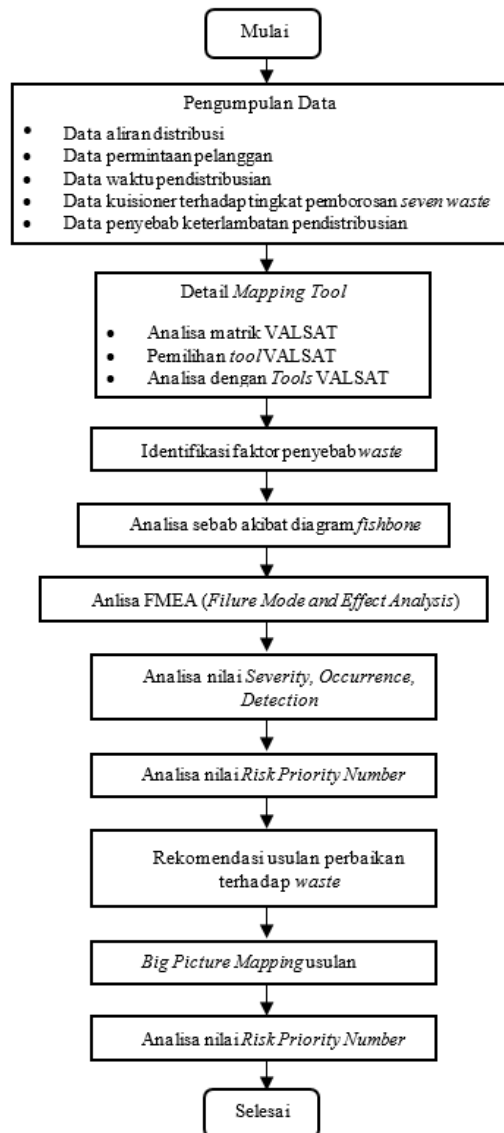 Mulai
Pengumpulan Data
• Data aliran distribusi
• Data permintaan pelanggan
• Data waktu pendistribusian
• Data kuisioner terhadap tingkat pemborosan seven waste
• Data penyebab keterlambatan pendistribusian
Detail Mapping Tool
• Analisa matrik VALSAT
• Pemilihan tool VALSAT
• Analisa dengan Tools VALSAT
Identifikasi faktor penyebab waste
Analisa sebab akibat diagram fishbone
Anlisa FMEA (Filure Mode and Effect Analysis)
Analisa nilai Severity, Occurrence,
Detection
Analisa nilai Risk Priority Number
Rekomendasi usulan perbaikan
terhadap waste
Big Picture Mapping usulan
Analisa nilai Risk Priority Number
Selesai